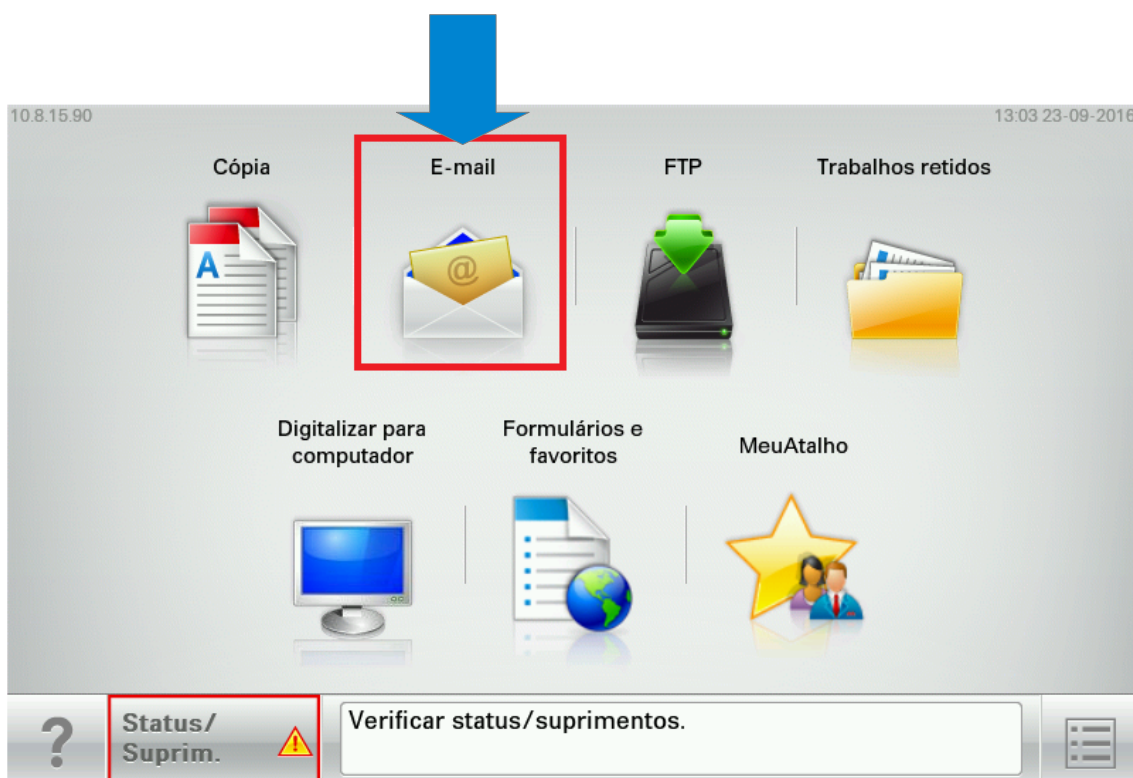 10.8.15.90
13:03 23-09-2016
Cópia
E-mail
FTP
Trabalhos retidos
A
@
Digitalizar para
computador
Formulários e
favoritos
MeuAtalho
?
Status/
Suprim.
!
Verificar status/suprimentos.